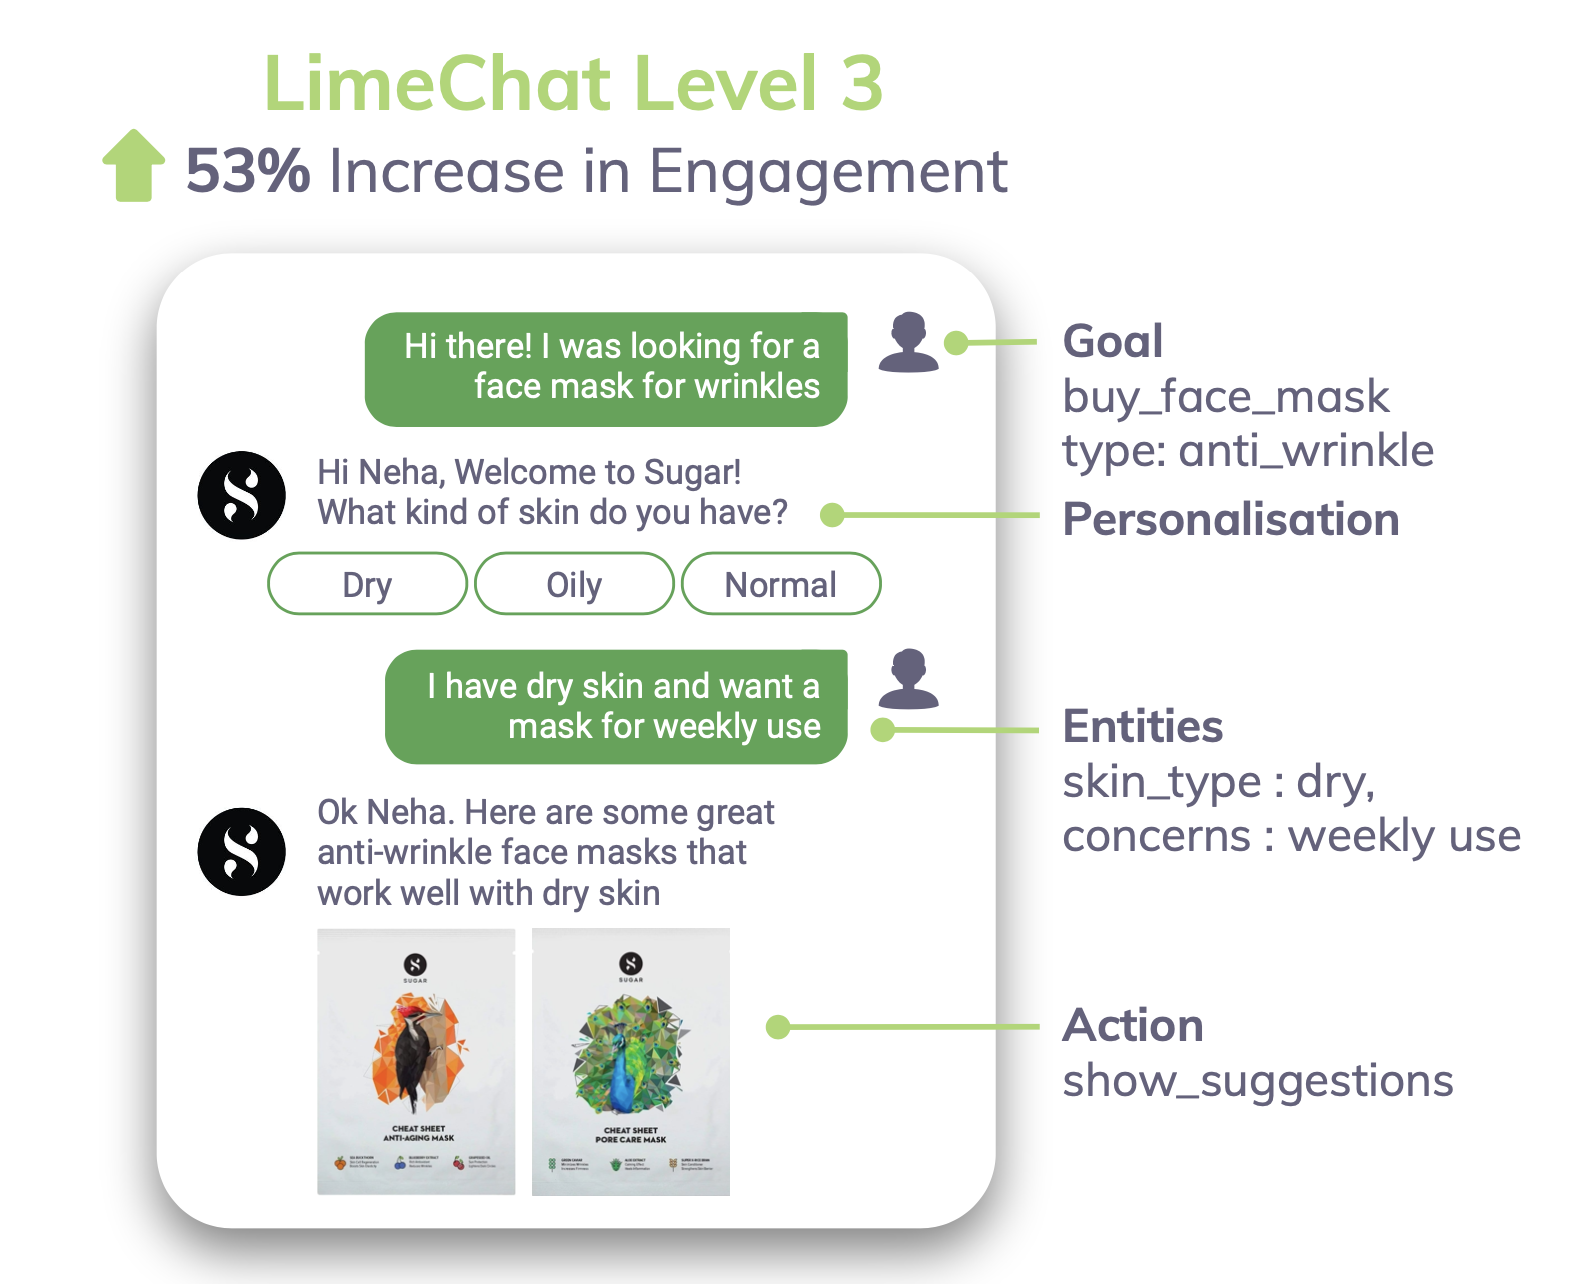 LimeChat Level 3
53% Increase in Engagement
Hi there! I was looking for a
face mask for wrinkles
Goal
buy_face_mask
type: anti_wrinkle
Hi Neha, Welcome to Sugar!
What kind of skin do you have?
Personalisation
Dry
Oily
Normal
I have dry skin and want a
mask for weekly use
Entities
skin_type : dry,
concerns : weekly use
Ok Neha. Here are some great
anti-wrinkle face masks that
work well with dry skin
SUGAR
CHEAT SHEET
ANTI-AGING MASK
SUGAR
CHEAT SHEET
PORE CARE MASK
Action
show_suggestions